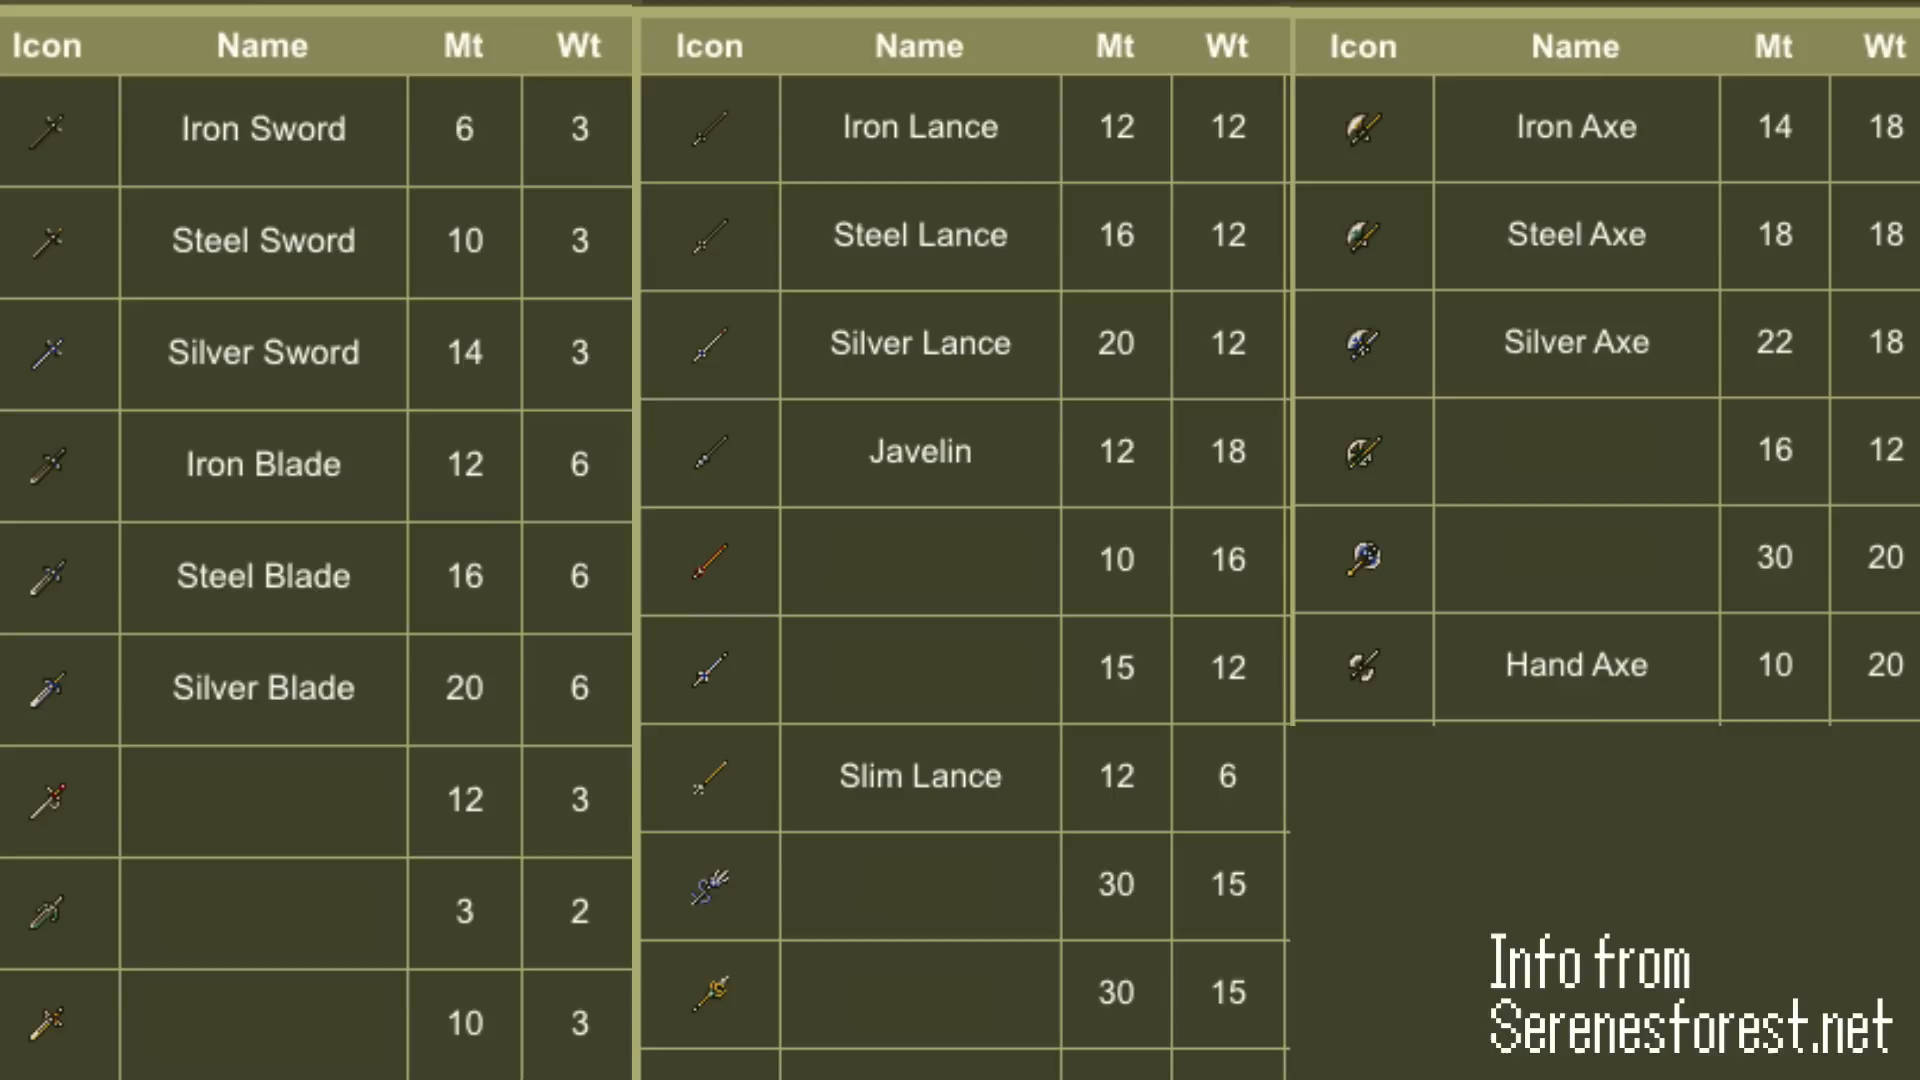 Icon Name Mt Wt
Iron Sword 6 3
Steel Sword 10 3
Silver Sword 14 3
Iron Blade 12 6
Steel Blade 16 6
Silver Blade 20 6
12 3
3 2
10 3
Icon Name Mt Wt
Iron Lance 12 12
Steel Lance 16 12
Silver Lance 20 12
Javelin 12 18
10 16
15 12
Slim Lance 12 6
30 15
30 15
Icon Name Mt Wt
Iron Axe 14 18
Steel Axe 18 18
Silver Axe 22 18
16 12
30 20
Hand Axe 10 20
Info from
Serenesforest.net